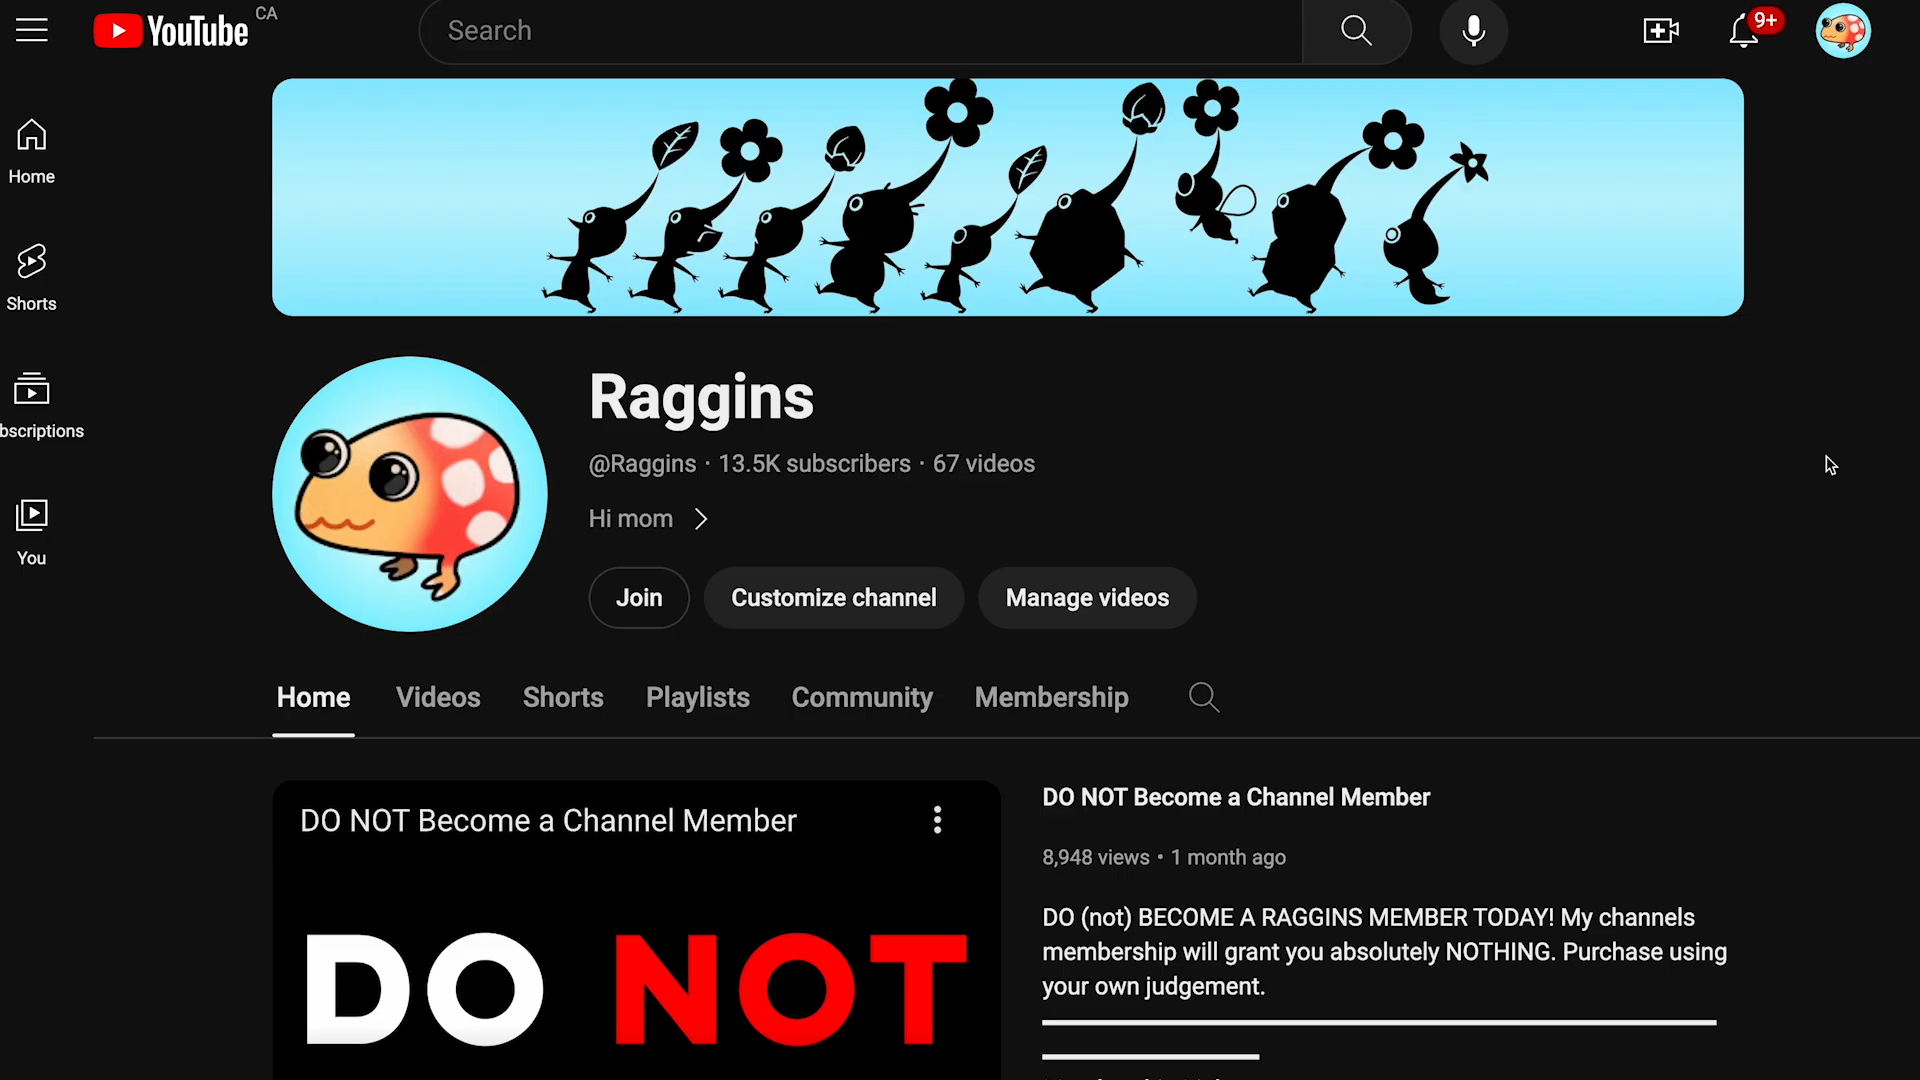 YouTube CA
Search
9+
Home
Shorts
bscriptions
You
Raggins
@Raggins · 13.5K subscribers · 67 videos
Hi mom
Join
Customize channel
Manage videos
Home
Videos
Shorts
Playlists
Community
Membership
DO NOT Become a Channel Member
DO NOT
DO NOT Become a Channel Member
8,948 views • 1 month ago
DO (not) BECOME A RAGGINS MEMBER TODAY! My channels
membership will grant you absolutely NOTHING. Purchase using
your own judgement.